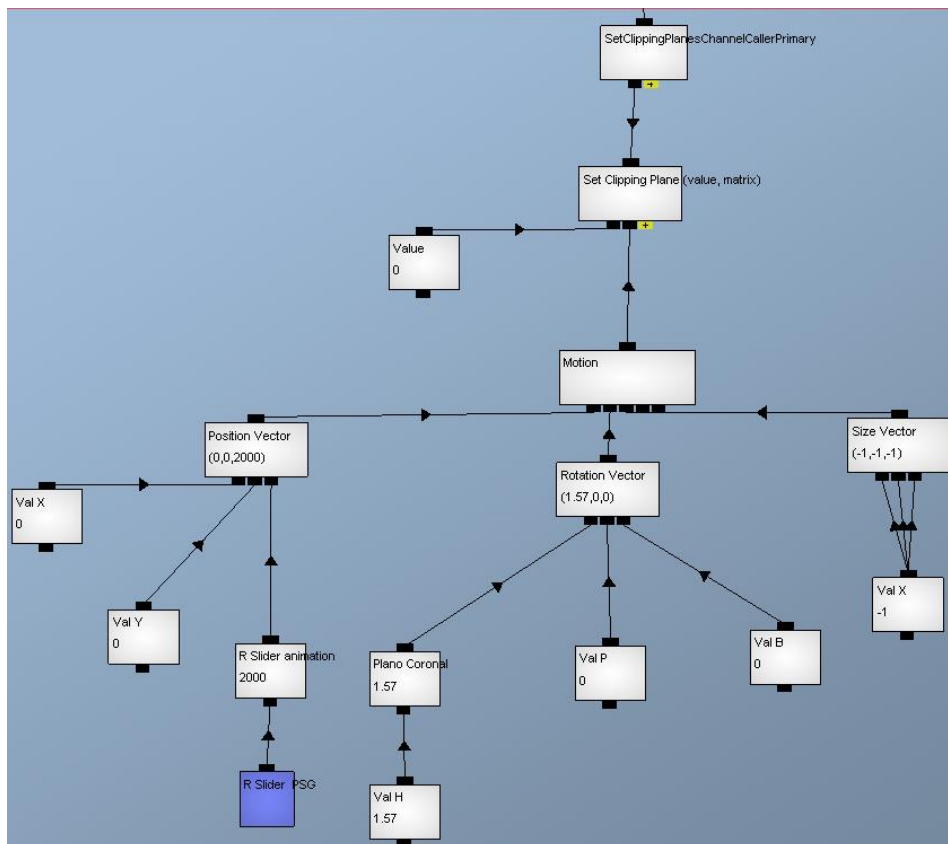 SetClippingPlanesChannelCallerPrimary
+
Set Clipping Plane (value, matrix)
+
Value
0
Motion
Position Vector
(0,0,2000)
Size Vector
(-1,-1,-1)
Rotation Vector
(1.57,0,0)
Val X
0
Val X
-1
Val Y
0
R Slider animation
2000
Plano Coronal
1.57
Val P
0
Val B
0
R Slider PSG
Val H
1.57